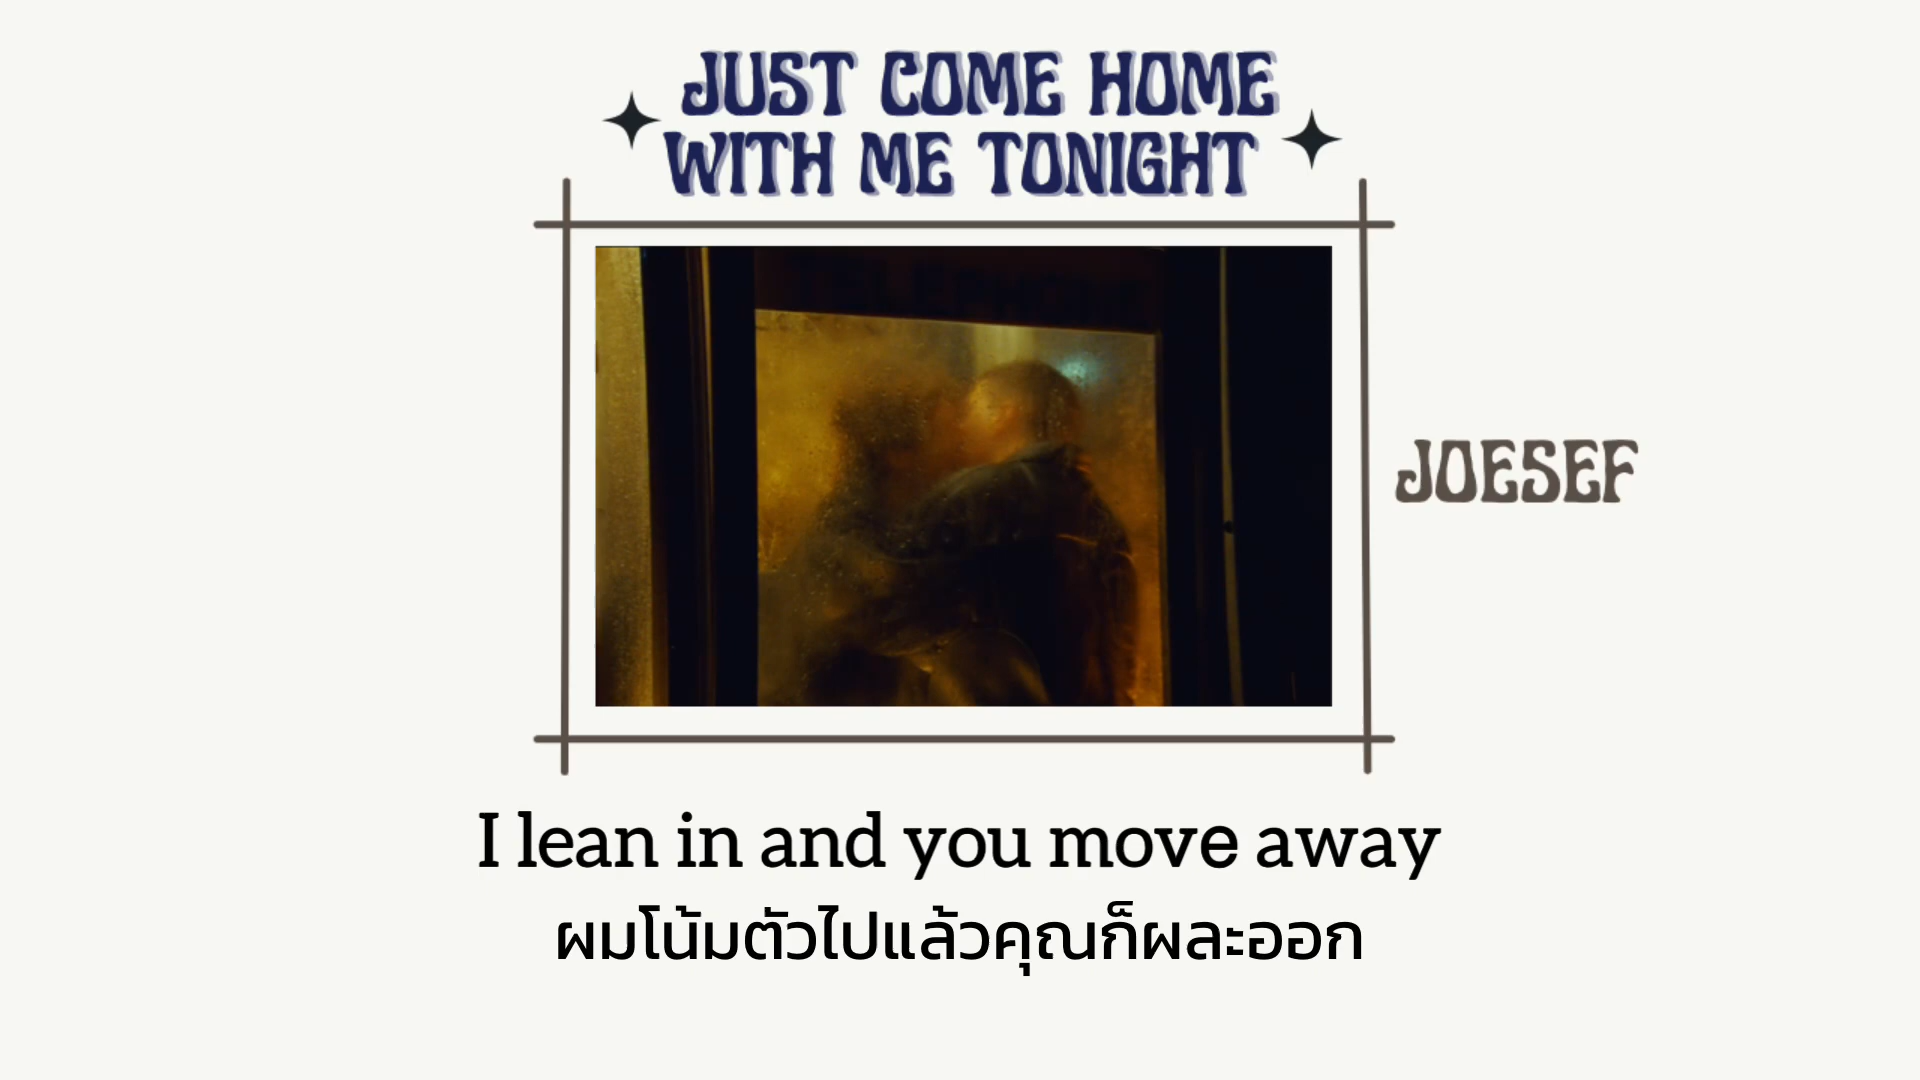 JUST COME HOME
WITH ME TONIGHT
TELEPHONE
JOESEF
I lean in and you move away
ผมโน้มตัวไปแล้วคุณก็ผละออก